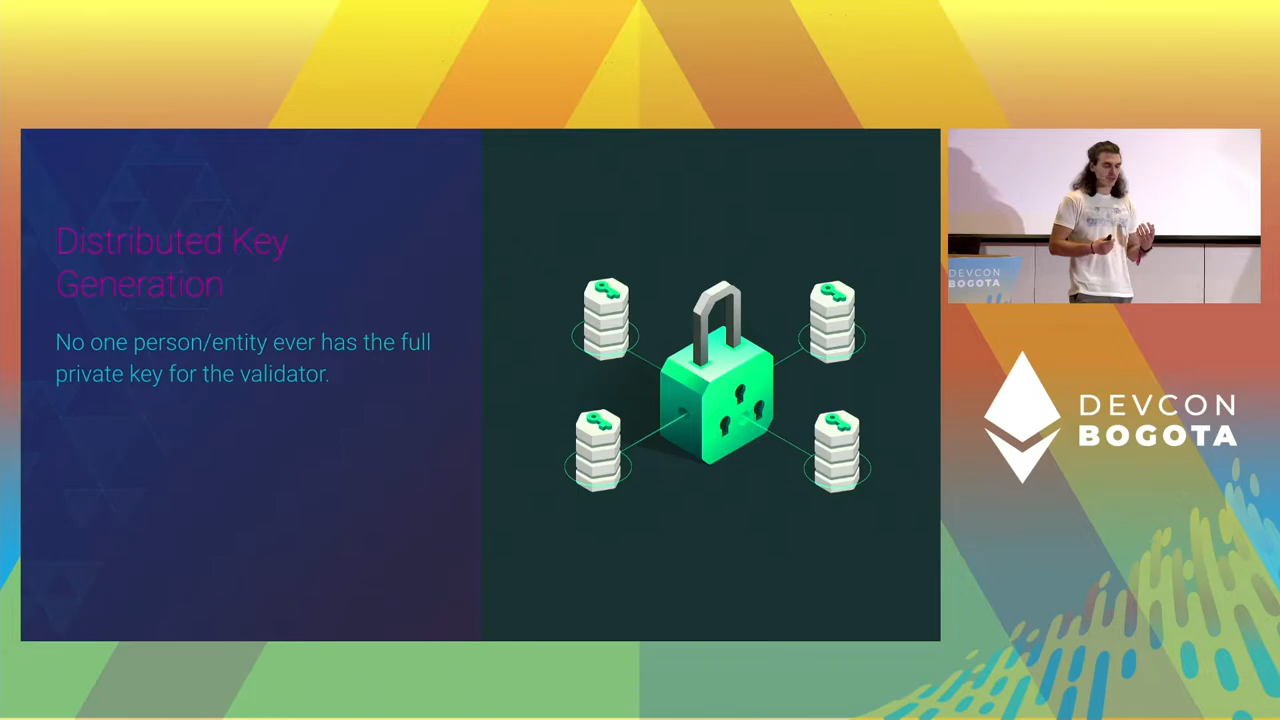 Distributed Key
Generation
No one person/entity ever has the full
private key for the validator.
DEVCON
BOGOTA
DEVCON
BOGOTA